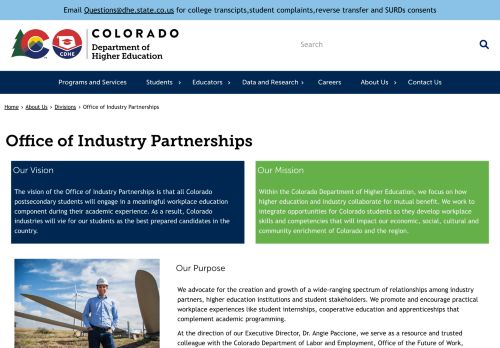 Email Questions@dhe.state.co.us for college transcipts,student complaints,reverse transfer and SURDs consents
CO
CDHE
COLORADO
Department of
Higher Education
Search
Programs and Services Students Educators Data and Research Careers About Us Contact Us
Home › About Us › Divisions › Office of Industry Partnerships
Office of Industry Partnerships
Our Vision
The vision of the Office of Industry Partnerships is that all Colorado
postsecondary students will engage in a meaningful workplace education
component during their academic experience. As a result, Colorado
industries will vie for our students as the best prepared candidates in the
country.
Our Mission
Within the Colorado Department of Higher Education, we focus on how
higher education and industry collaborate for mutual benefit. We work to
integrate opportunities for Colorado students so they develop workplace
skills and competencies that will impact our economic, social, cultural and
community enrichment of Colorado and the region.
Our Purpose
We advocate for the creation and growth of a wide-ranging spectrum of relationships among industry
partners, higher education institutions and student stakeholders. We promote and encourage practical
workplace experiences like student internships, cooperative education and apprenticeships that
complement academic programming.
At the direction of our Executive Director, Dr. Angie Paccione, we serve as a resource and trusted
colleague with the Colorado Department of Labor and Employment, Office of the Future of Work,